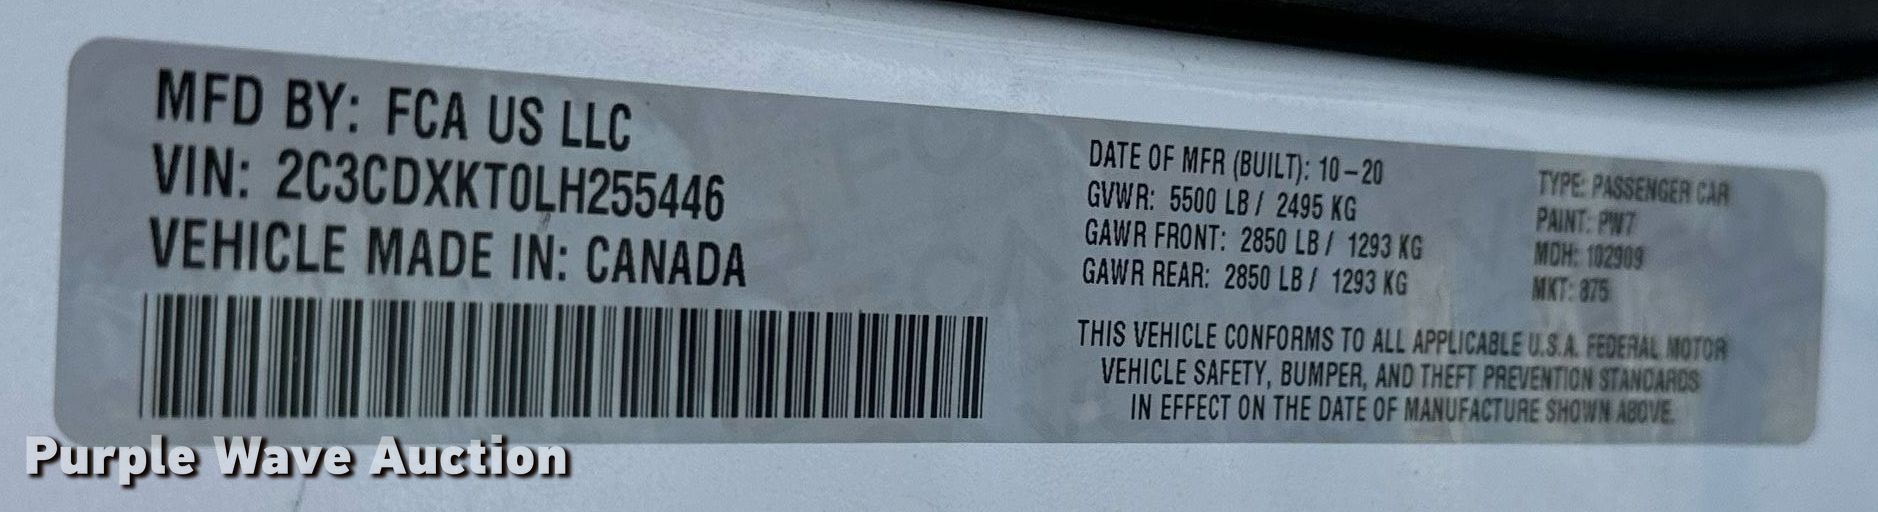 MFD BY: FCA US LLC
VIN: 2C3CDXKT0LH255446
VEHICLE MADE IN: CANADA
DATE OF MFR (BUILT): 10-20
GVWR: 5500 LB / 2495 KG
GAWR FRONT: 2850 LB / 1293 KG
GAWR REAR: 2850 LB / 1293 KG
TYPE: PASSENGER CAR
PAINT: PW7
MDH: 102909
MKT: 875
THIS VEHICLE CONFORMS TO ALL APPLICABLE U.S.A. FEDERAL MOTOR
VEHICLE SAFETY, BUMPER, AND THEFT PREVENTION STANDARDS
IN EFFECT ON THE DATE OF MANUFACTURE SHOWN ABOVE.
Purple Wave Auction